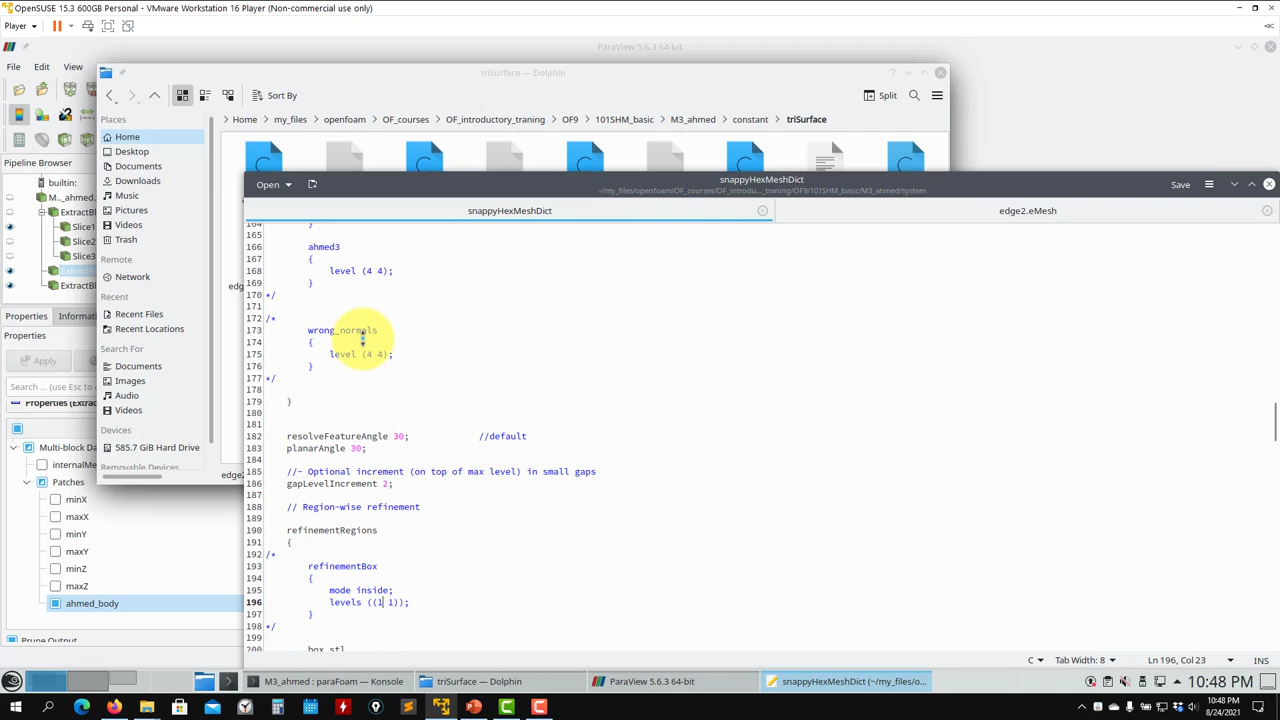 OpenSUSE 15.3 600GB Personal - VMware Workstation 16 Player (Non-commercial use only)
Player
ParaView 5.6.3 64-bit
File Edit View
triSurface — Dolphin
Sort By
Split
Places
Home my_files openfoam OF_courses OF_introductory_traning OF9 101SHM_basic M3_ahmed constant triSurface
Home
Desktop
Documents
Images
Downloads
Music
Pictures
Videos
Trash
Remote
Network
Recent
Recent Files
Recent Locations
Search For
Documents
Images
Audio
Videos
Devices
585.7 GiB Hard Drive
Removable Devices
Pipeline Browser
builtin:
Slice1
Slice2
Slice3
Properties
Properties
Apply
Search ...
Multi-block Da
internalMe
Patches
minX
maxX
minY
maxY
minZ
maxZ
ahmed_body
Prune Output
Open
snappyHexMeshDict
~/my_files/openfoam/OF_courses/OF_introdu..._traning/OF9/101SHM_basic/M3_ahmed/system
Save
snappyHexMeshDict
edge2.eMesh
164 }
165
166 ahmed3
167 {
168 level (4 4);
169 }
170 */
171
172 /*
173 wrong_normals
174 {
175 level (4 4);
176 }
177 */
178
179 }
180
181
182 resolveFeatureAngle 30; //default
183 planarAngle 30;
184
185 //- Optional increment (on top of max level) in small gaps
186 gapLevelIncrement 2;
187
188 // Region-wise refinement
189
190 refinementRegions
191 {
192 /*
193 refinementBox
194 {
195 mode inside;
196 levels ((1 1));
197 }
198 */
199
200 box.stl
C
Tab Width: 8
Ln 196, Col 23
INS
M3_ahmed : paraFoam — Konsole
triSurface — Dolphin
ParaView 5.6.3 64-bit
snappyHexMeshDict (~/my_files/o...
10:48 PM
10:48 PM
8/24/2021